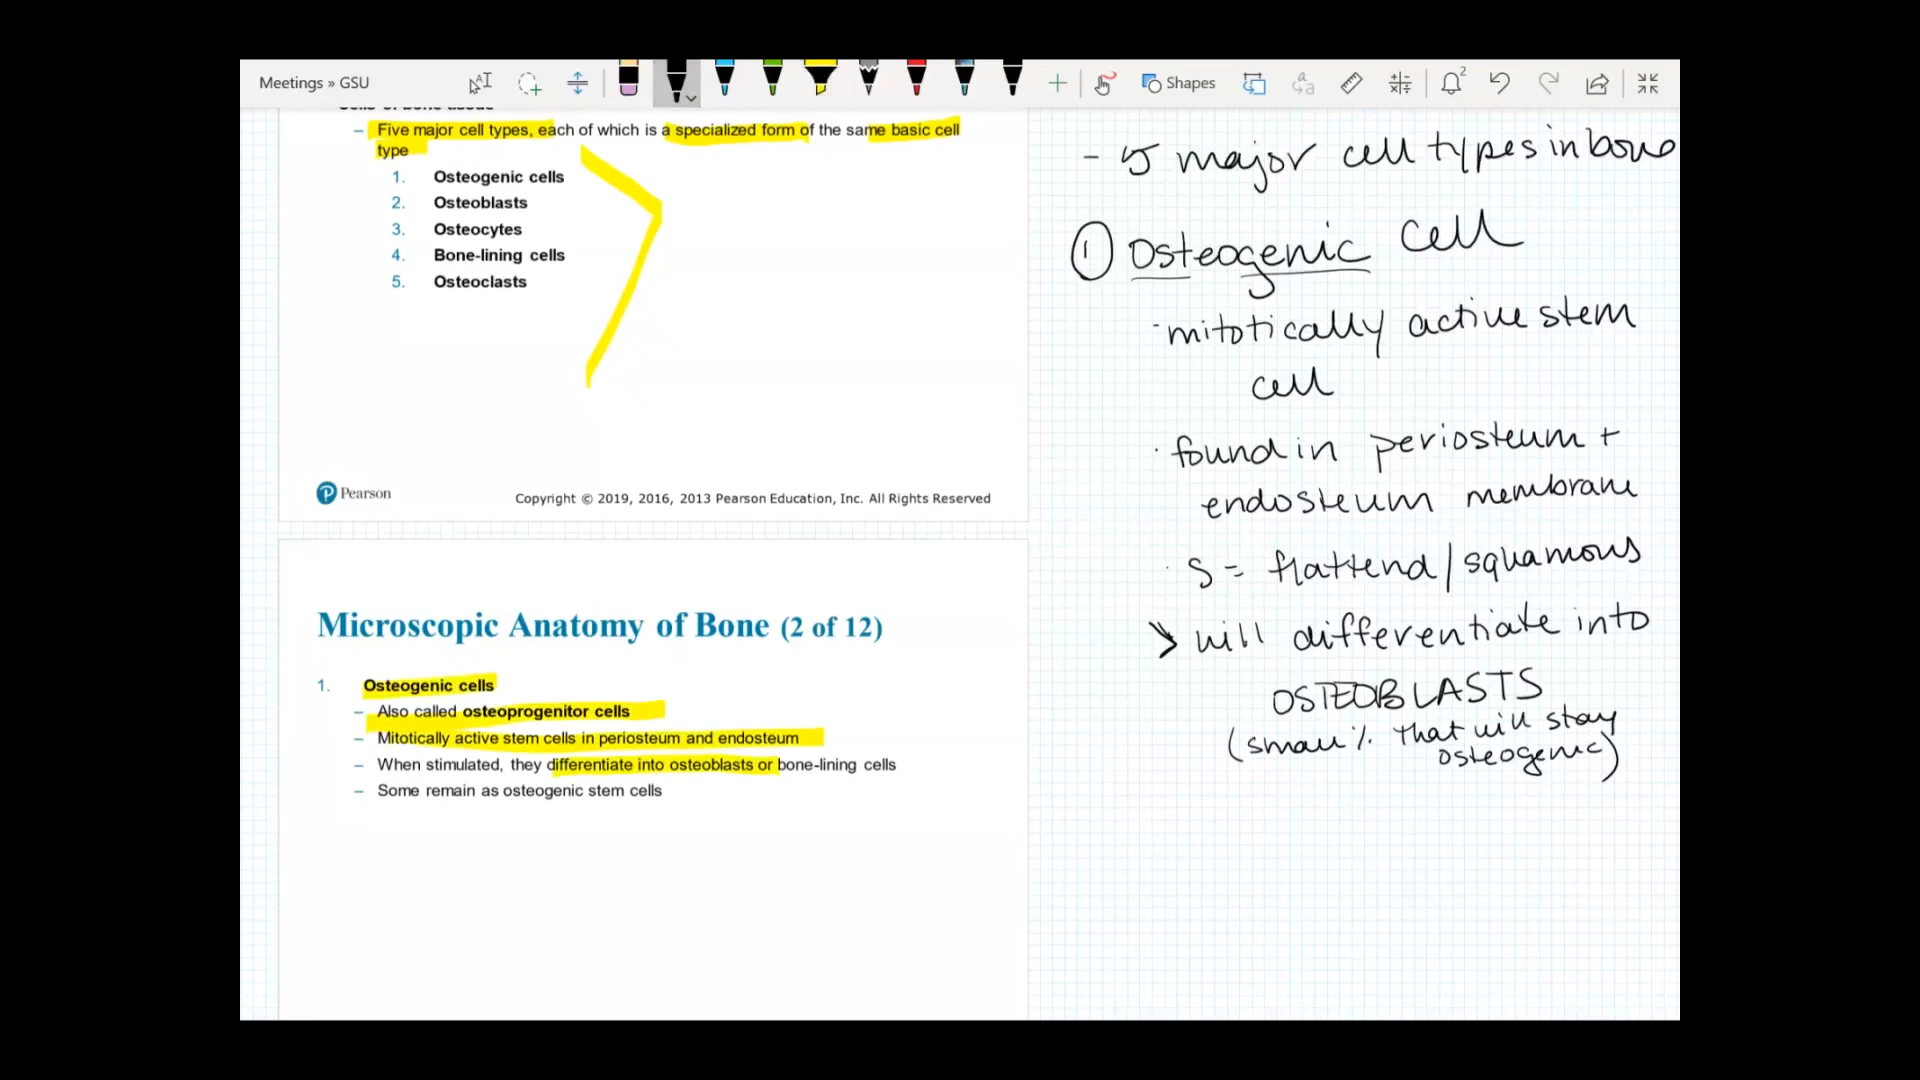 Meetings » GSU
Shapes
2
Cells of bone tissue
– Five major cell types, each of which is a specialized form of the same basic cell
type
1. Osteogenic cells
2. Osteoblasts
3. Osteocytes
4. Bone-lining cells
5. Osteoclasts
Pearson
Copyright © 2019, 2016, 2013 Pearson Education, Inc. All Rights Reserved
Microscopic Anatomy of Bone (2 of 12)
1. Osteogenic cells
– Also called osteoprogenitor cells
– Mitotically active stem cells in periosteum and endosteum
– When stimulated, they differentiate into osteoblasts or bone-lining cells
– Some remain as osteogenic stem cells
- 5 major cell types in bone
① Osteogenic cell
· mitotically active stem
cell
· found in periosteum +
endosteum membrane
· S = flattend/squamous
will differentiate into
OSTEOBLASTS
(small % that will stay
osteogenic)